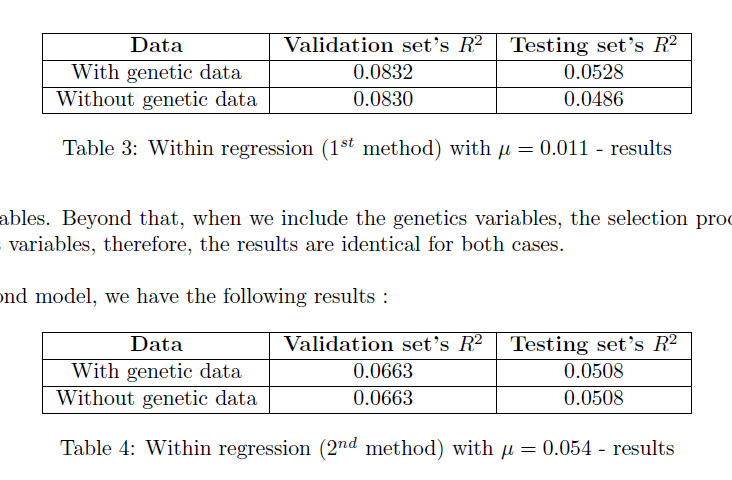 Data Validation set's R² Testing set's R²
With genetic data 0.0832 0.0528
Without genetic data 0.0830 0.0486
Table 3: Within regression (1ˢᵗ method) with μ = 0.011 - results
ables. Beyond that, when we include the genetics variables, the selection
variables, therefore, the results are identical for both cases.
model, we have the following results :
Data Validation set's R² Testing set's R²
With genetic data 0.0663 0.0508
Without genetic data 0.0663 0.0508
Table 4: Within regression (2ⁿᵈ method) with μ = 0.054 - results